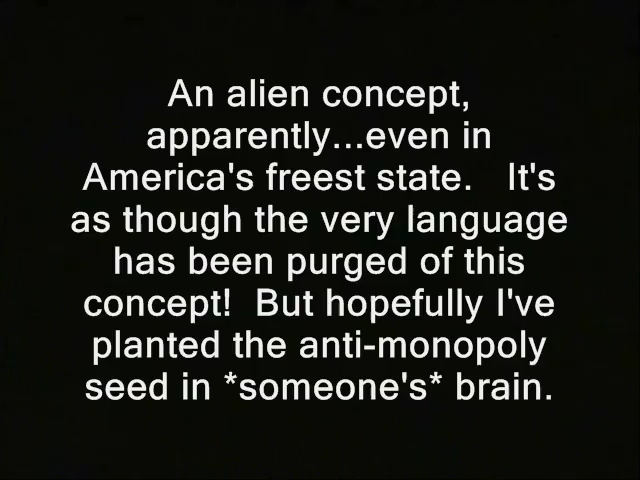 An alien concept,
apparently...even in
America's freest state.   It's
as though the very language
has been purged of this
concept!  But hopefully I've
planted the anti-monopoly
seed in *someone's* brain.